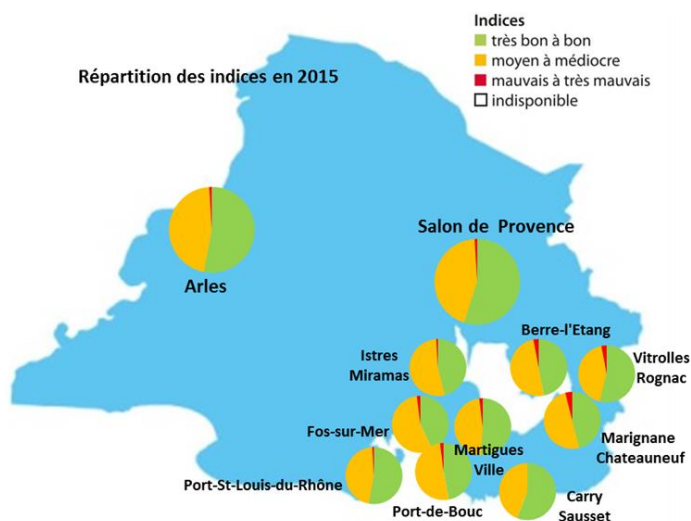 Indices
très bon à bon
moyen à médiocre
mauvais à très mauvais
indisponible
Répartition des indices en 2015
Arles
Salon de Provence
Berre-l'Etang
Istres
Miramas
Vitrolles
Rognac
Fos-sur-Mer
Martigues
Ville
Marignane
Chateauneuf
Port-St-Louis-du-Rhône
Port-de-Bouc
Carry
Sausset